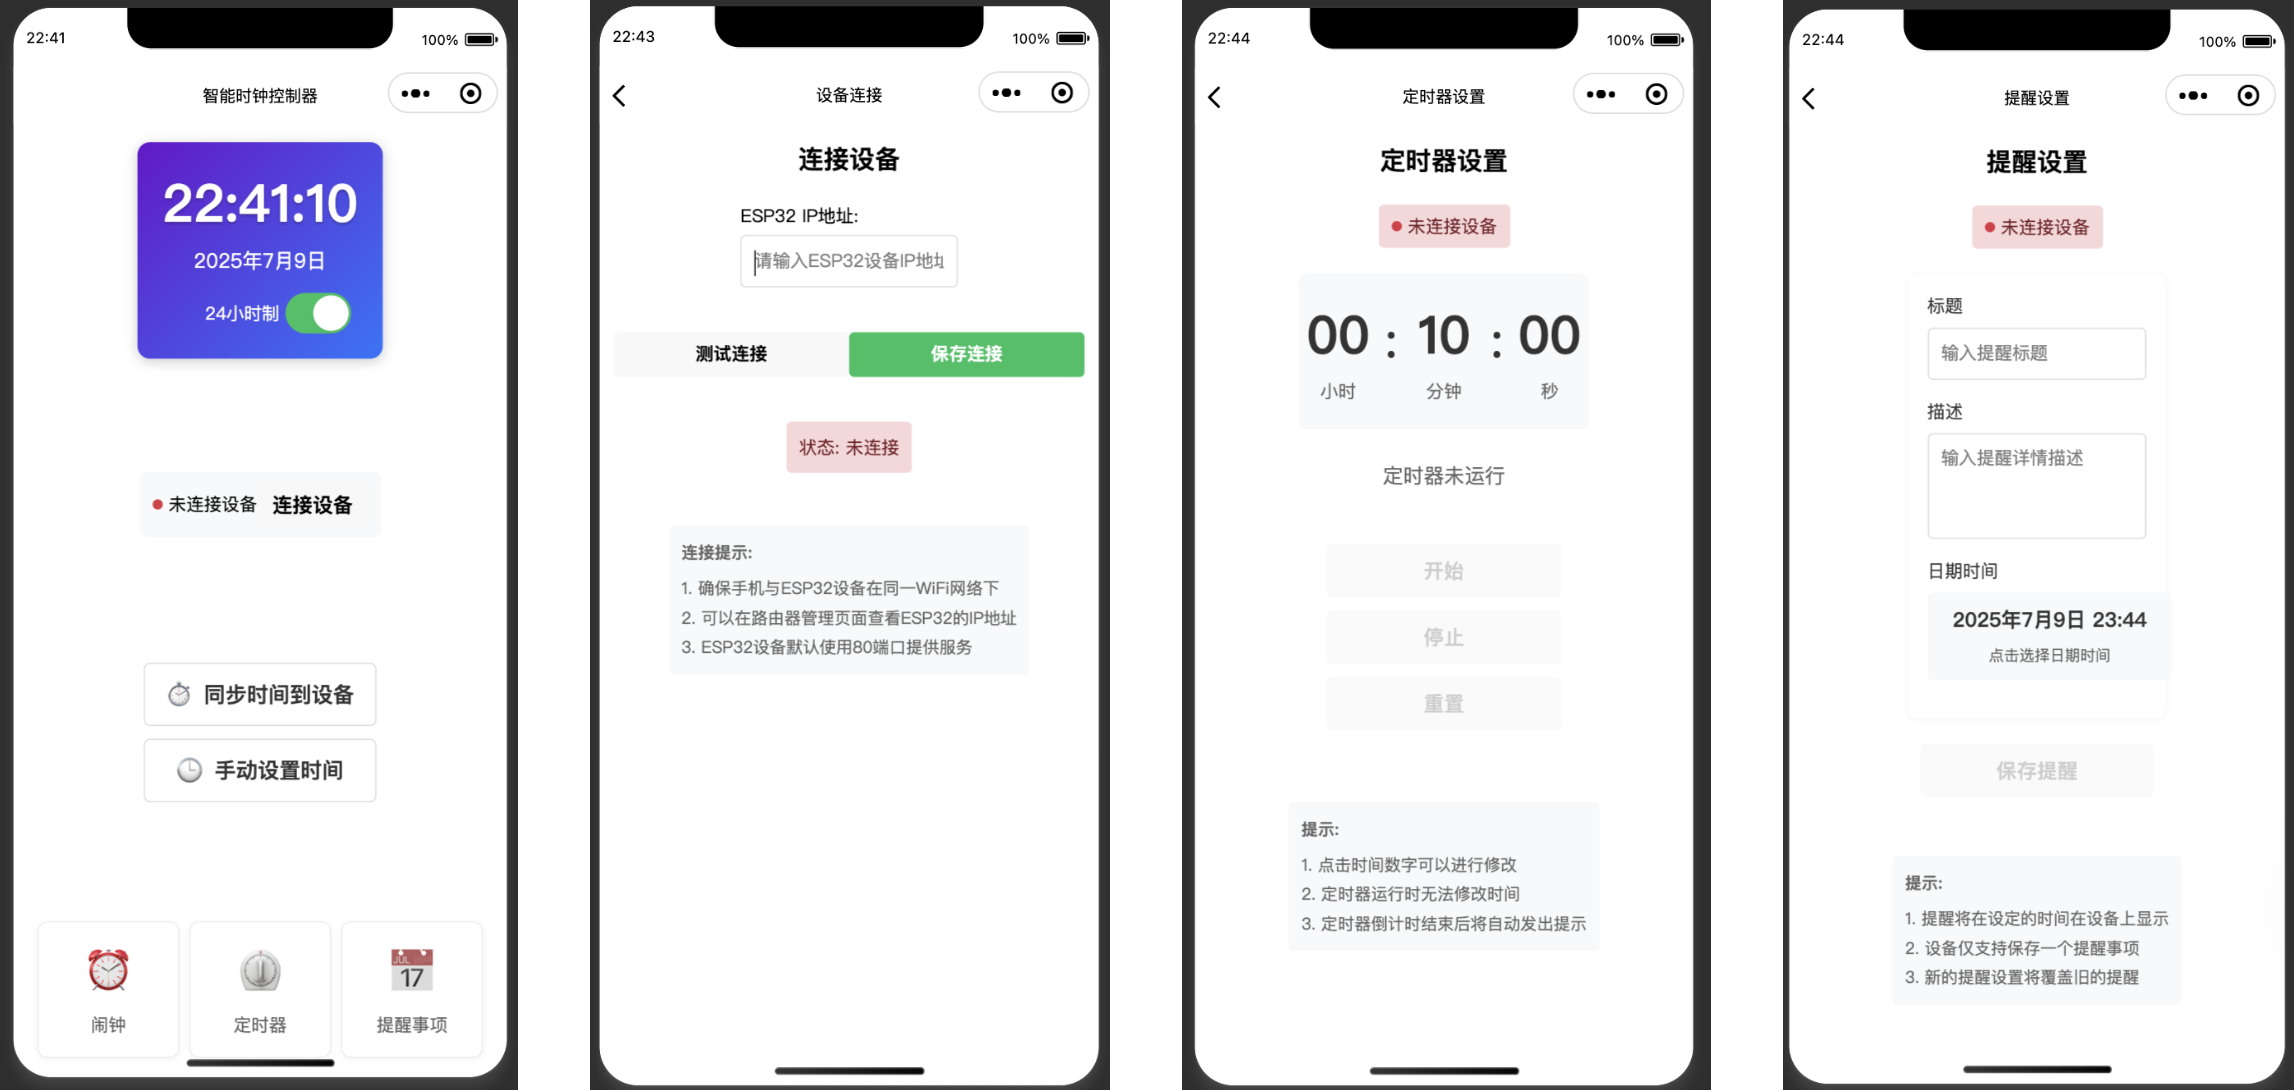 22:41
100%
智能时钟控制器
22:41:10
2025年7月9日
24小时制
未连接设备 连接设备
同步时间到设备
手动设置时间
JUL
17
闹钟 定时器 提醒事项
22:43
100%
设备连接
连接设备
ESP32 IP地址:
请输入ESP32设备IP地址
测试连接 保存连接
状态: 未连接
连接提示:
1. 确保手机与ESP32设备在同一WiFi网络下
2. 可以在路由器管理页面查看ESP32的IP地址
3. ESP32设备默认使用80端口提供服务
22:44
100%
定时器设置
定时器设置
未连接设备
00 : 10 : 00
小时 分钟 秒
定时器未运行
开始
停止
重置
提示:
1. 点击时间数字可以进行修改
2. 定时器运行时无法修改时间
3. 定时器倒计时结束后将自动发出提示
22:44
100%
提醒设置
提醒设置
未连接设备
标题
输入提醒标题
描述
输入提醒详情描述
日期时间
2025年7月9日 23:44
点击选择日期时间
保存提醒
提示:
1. 提醒将在设定的时间在设备上显示
2. 设备仅支持保存一个提醒事项
3. 新的提醒设置将覆盖旧的提醒